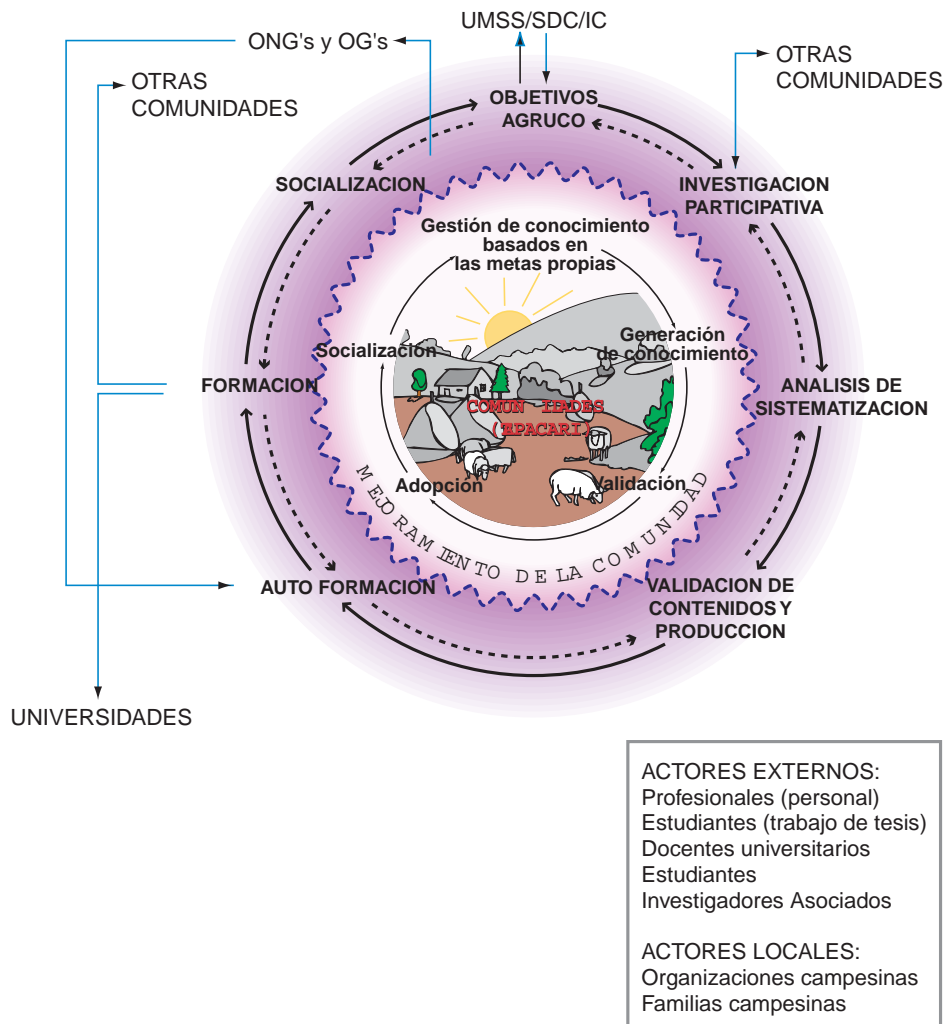 UMSS/SDC/IC
ONG's y OG's
OTRAS
COMUNIDADES
OTRAS
COMUNIDADES
OBJETIVOS
AGRUCO
SOCIALIZACION
INVESTIGACION
PARTICIPATIVA
Gestión de conocimiento
basados en
las metas propias
Socialización
Generación
de conocimiento
FORMACION
ANALISIS DE
SISTEMATIZACION
COMUN IDADES
Adopción
Validación
MEJORAMIENTO DE LA COMUNIDAD
AUTO FORMACION
VALIDACION DE
CONTENIDOS Y
PRODUCCION
UNIVERSIDADES
ACTORES EXTERNOS:
Profesionales (personal)
Estudiantes (trabajo de tesis)
Docentes universitarios
Estudiantes
Investigadores Asociados
ACTORES LOCALES:
Organizaciones campesinas
Familias campesinas